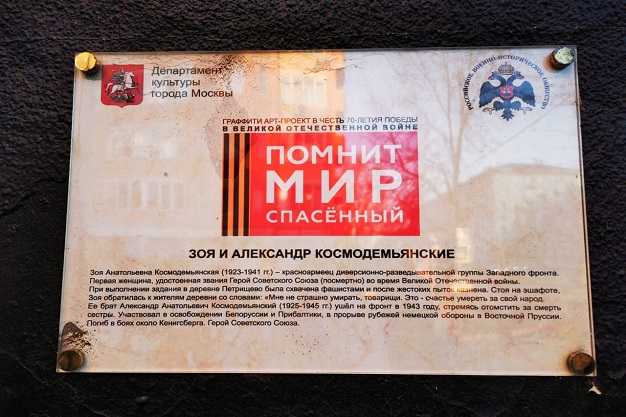 Департамент
культуры
города Москвы
РОССИЙСКОЕ ВОЕННО-ИСТОРИЧЕСКОЕ ОБЩЕСТВО
ГРАФФИТИ АРТ-ПРОЕКТ В ЧЕСТЬ 70-ЛЕТИЯ ПОБЕДЫ
В ВЕЛИКОЙ ОТЕЧЕСТВЕННОЙ ВОЙНЕ
ПОМНИТ
МИР
СПАСЁННЫЙ
ЗОЯ И АЛЕКСАНДР КОСМОДЕМЬЯНСКИЕ
Зоя Анатольевна Космодемьянская (1923-1941 гг.) – красноармеец диверсионно-разведывательной группы Западного фронта.
Первая женщина, удостоенная звания Герой Советского Союза (посмертно) во время Великой Отечественной войны.
При выполнении задания в деревне Петрищево была схвачена фашистами и после жестоких пыток казнена. Стоя на эшафоте,
Зоя обратилась к жителям деревни со словами: «Мне не страшно умирать, товарищи. Это - счастье умереть за свой народ.
Ее брат Александр Анатольевич Космодемьянский (1925-1945 гг.) ушёл на фронт в 1943 году, стремясь отомстить за смерть
сестры. Участвовал в освобождении Белоруссии и Прибалтики, в прорыве рубежей немецкой обороны в Восточной Пруссии.
Погиб в боях около Кенигсберга. Герой Советского Союза.